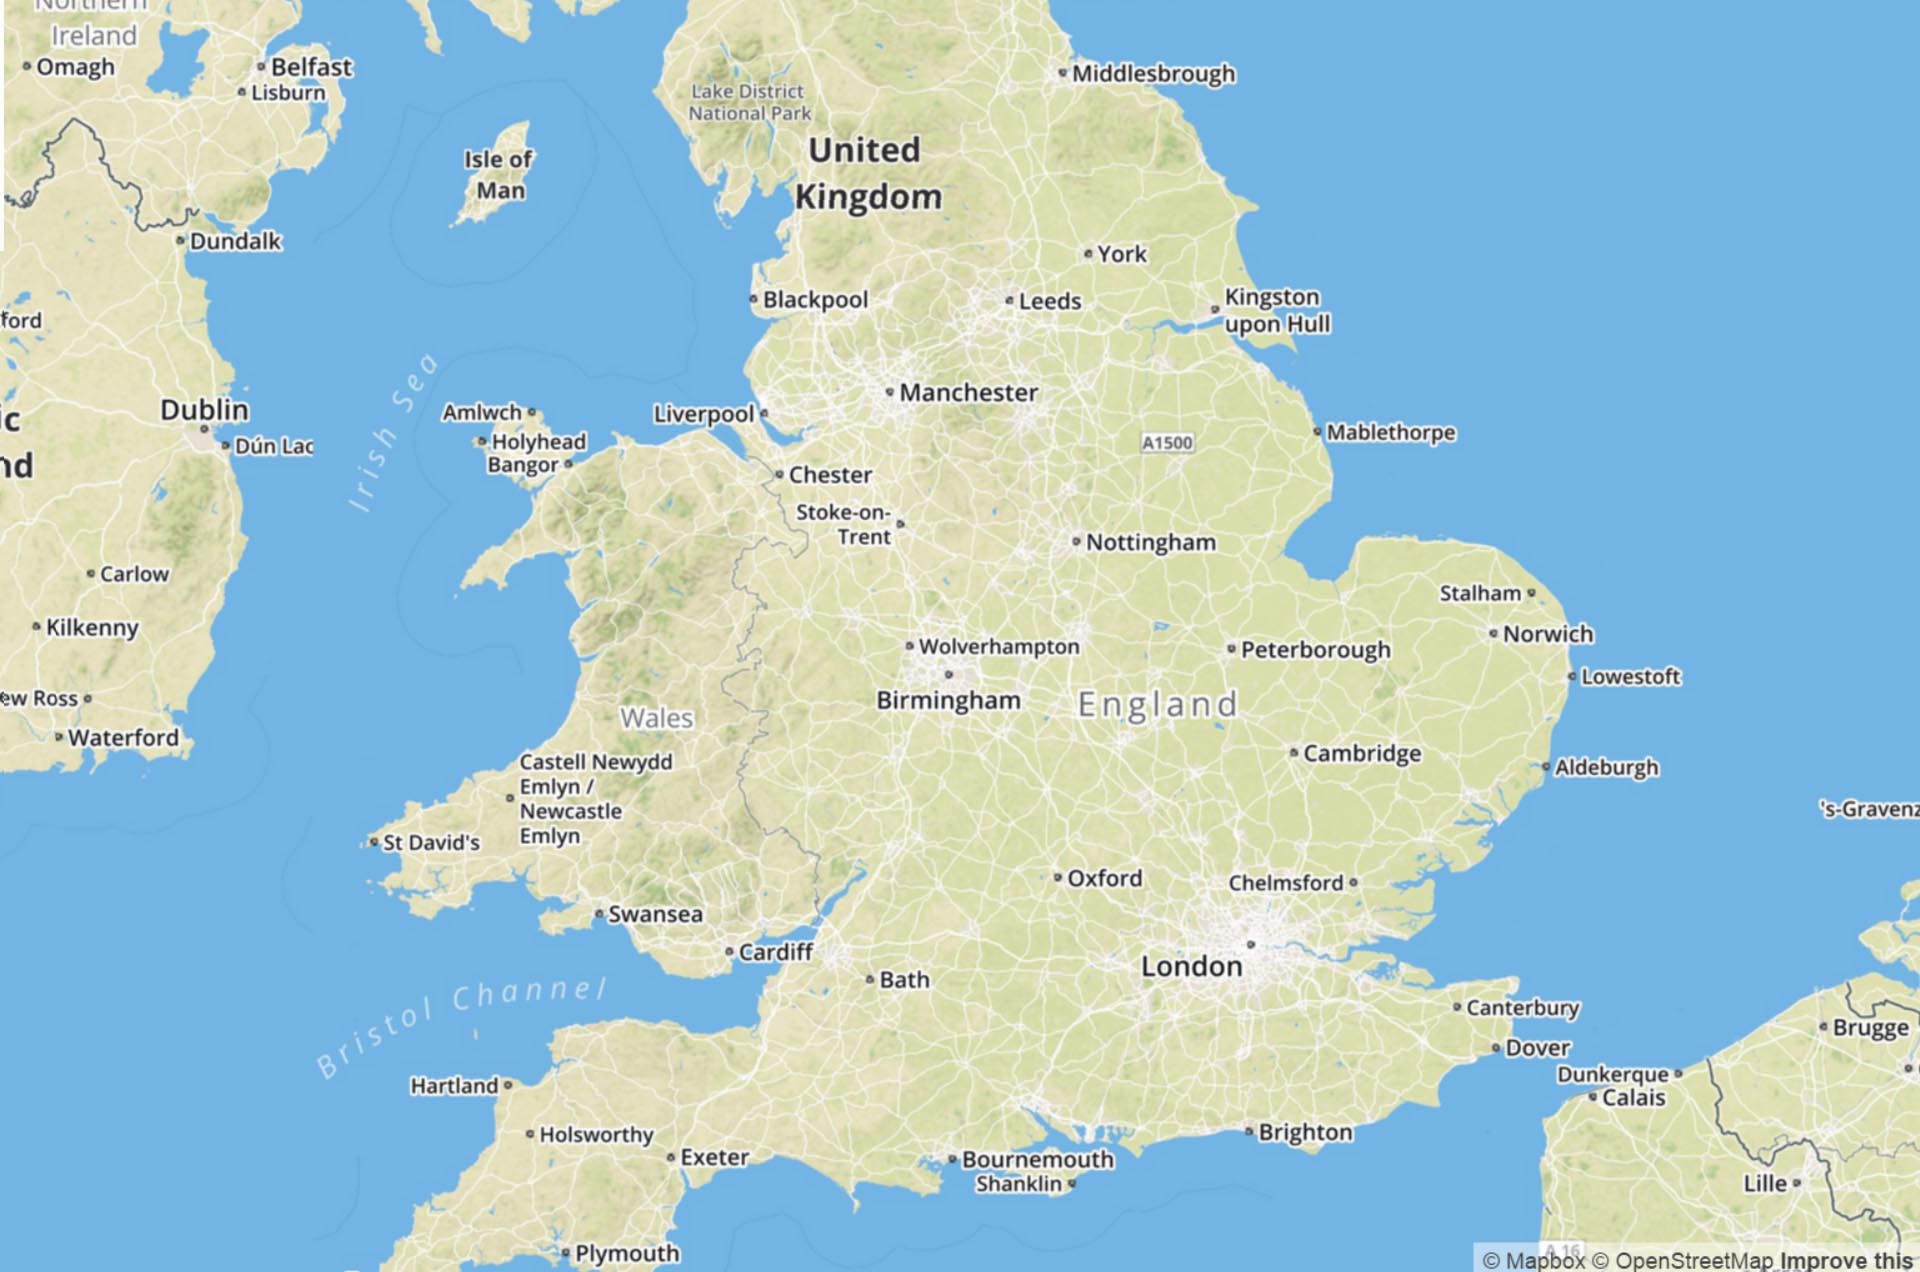 Northern
Ireland
Omagh
Belfast
Lisburn
Middlesbrough
Lake District
National Park
Isle of
Man
United
Kingdom
Dundalk
York
Blackpool
Leeds
Kingston
upon Hull
ford
Irish Sea
Manchester
Dublin
Amlwch
Liverpool
ic
Holyhead
A1500
Mablethorpe
Dún Lao
nd
Bangor
Chester
Stoke-on-
Trent
Nottingham
Carlow
Stalham
Kilkenny
Norwich
Wolverhampton
Peterborough
Lowestoft
ew Ross
Birmingham
England
Wales
Waterford
Cambridge
Castell Newydd
Emlyn /
Newcastle
Emlyn
Aldeburgh
's-Gravenz
St David's
Oxford
Chelmsford
Swansea
Cardiff
London
Bath
Bristol Channel
Canterbury
Brugge
Dover
Dunkerque
Hartland
Calais
Holsworthy
Brighton
Exeter
Bournemouth
Shanklin
Lille
Plymouth
A 16
© Mapbox © OpenStreetMap Improve this